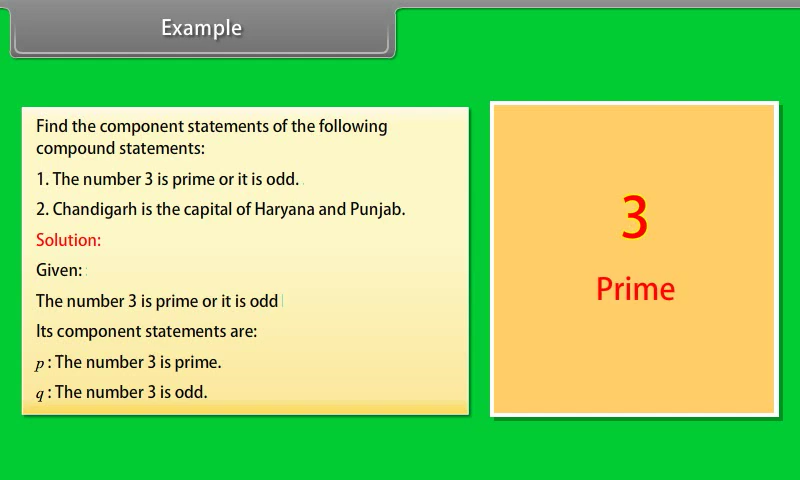 Example
Find the component statements of the following
compound statements:
1. The number 3 is prime or it is odd.
2. Chandigarh is the capital of Haryana and Punjab.
Solution:
Given:
The number 3 is prime or it is odd
Its component statements are:
p : The number 3 is prime.
q : The number 3 is odd.
3
Prime